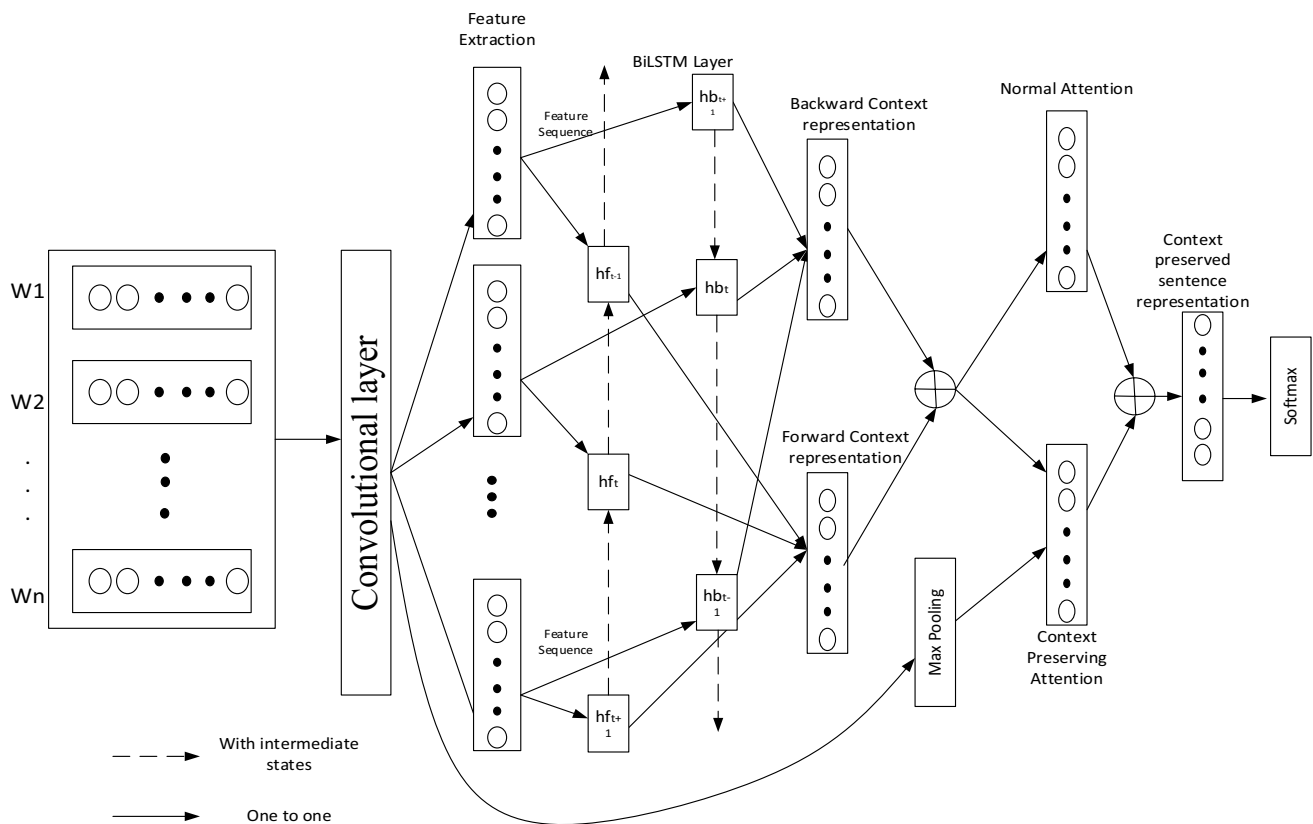 Feature
Extraction
BiLSTM Layer
Feature
Sequence
hbt+
1
Backward Context
representation
Normal Attention
W1
W2
.
.
.
.
Wn
Convolutional layer
hft-1
hbt
Context
preserved
sentence
representation
Softmax
hft
Forward Context
representation
hbt-
1
Feature
Sequence
hft+
1
Max Pooling
Context
Preserving
Attention
With intermediate
states
One to one